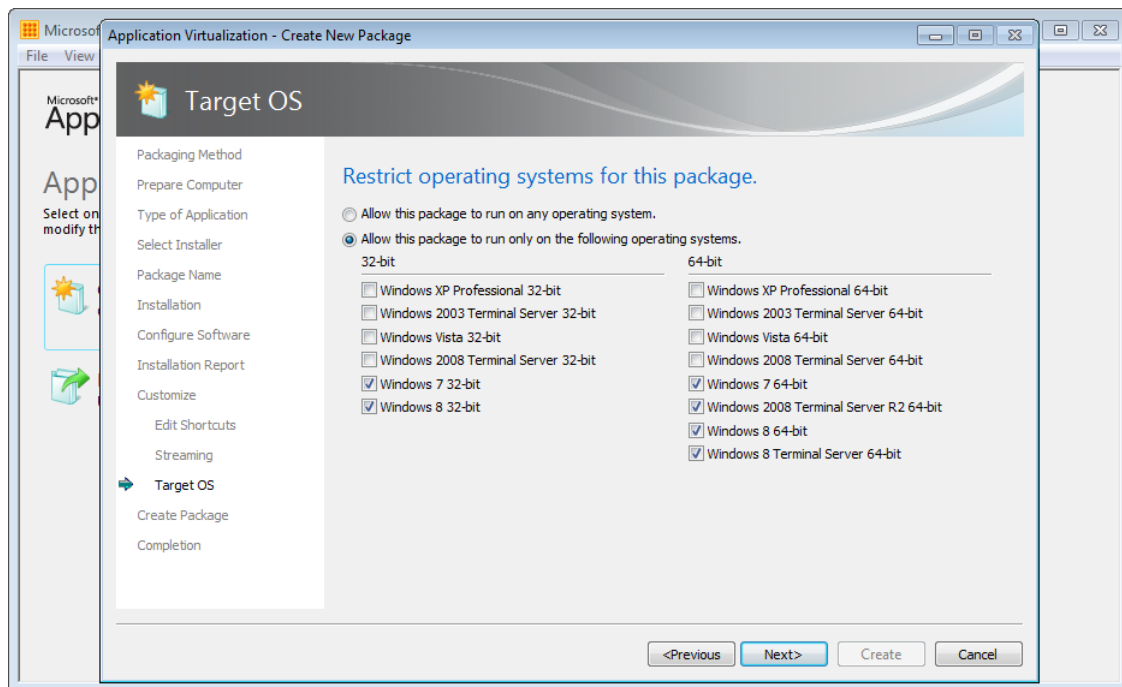 Microsof
File View
Application Virtualization - Create New Package
Microsoft
App
App
Select on
modify th
Target OS
Packaging Method
Prepare Computer
Type of Application
Select Installer
Package Name
Installation
Configure Software
Installation Report
Customize
Edit Shortcuts
Streaming
Target OS
Create Package
Completion
Restrict operating systems for this package.
Allow this package to run on any operating system.
Allow this package to run only on the following operating systems.
32-bit
Windows XP Professional 32-bit
Windows 2003 Terminal Server 32-bit
Windows Vista 32-bit
Windows 2008 Terminal Server 32-bit
Windows 7 32-bit
Windows 8 32-bit
64-bit
Windows XP Professional 64-bit
Windows 2003 Terminal Server 64-bit
Windows Vista 64-bit
Windows 2008 Terminal Server 64-bit
Windows 7 64-bit
Windows 2008 Terminal Server R2 64-bit
Windows 8 64-bit
Windows 8 Terminal Server 64-bit
<Previous
Next>
Create
Cancel